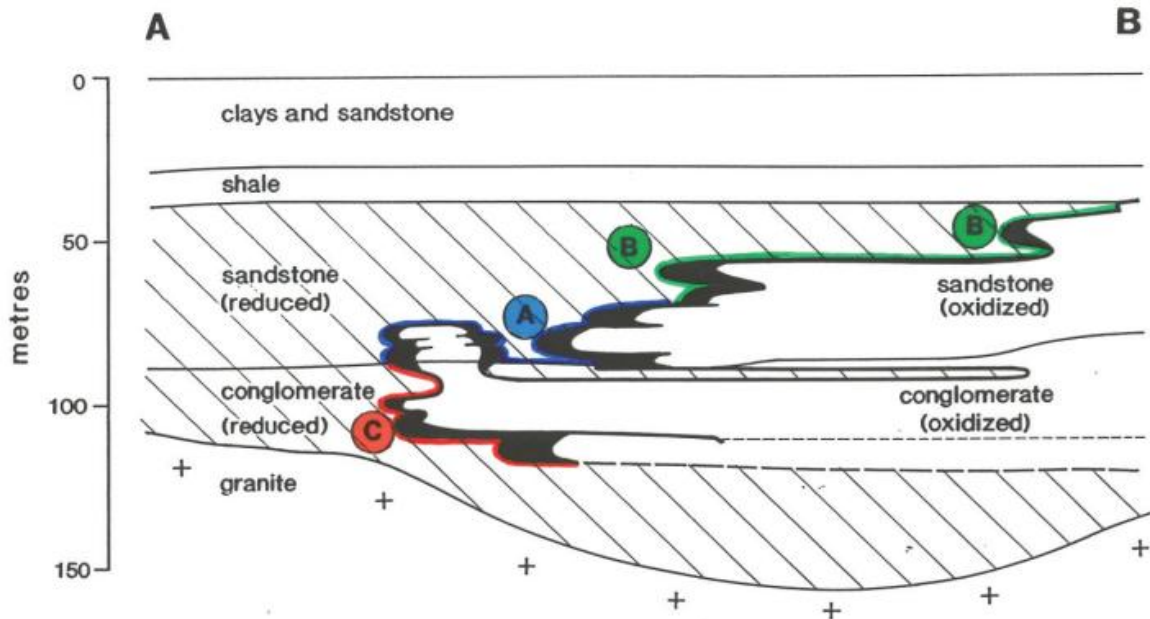 A
B
0
clays and sandstone
shale
50
B
B
sandstone
(reduced)
sandstone
(oxidized)
A
metres
conglomerate
(reduced)
100
conglomerate
(oxidized)
C
granite
150